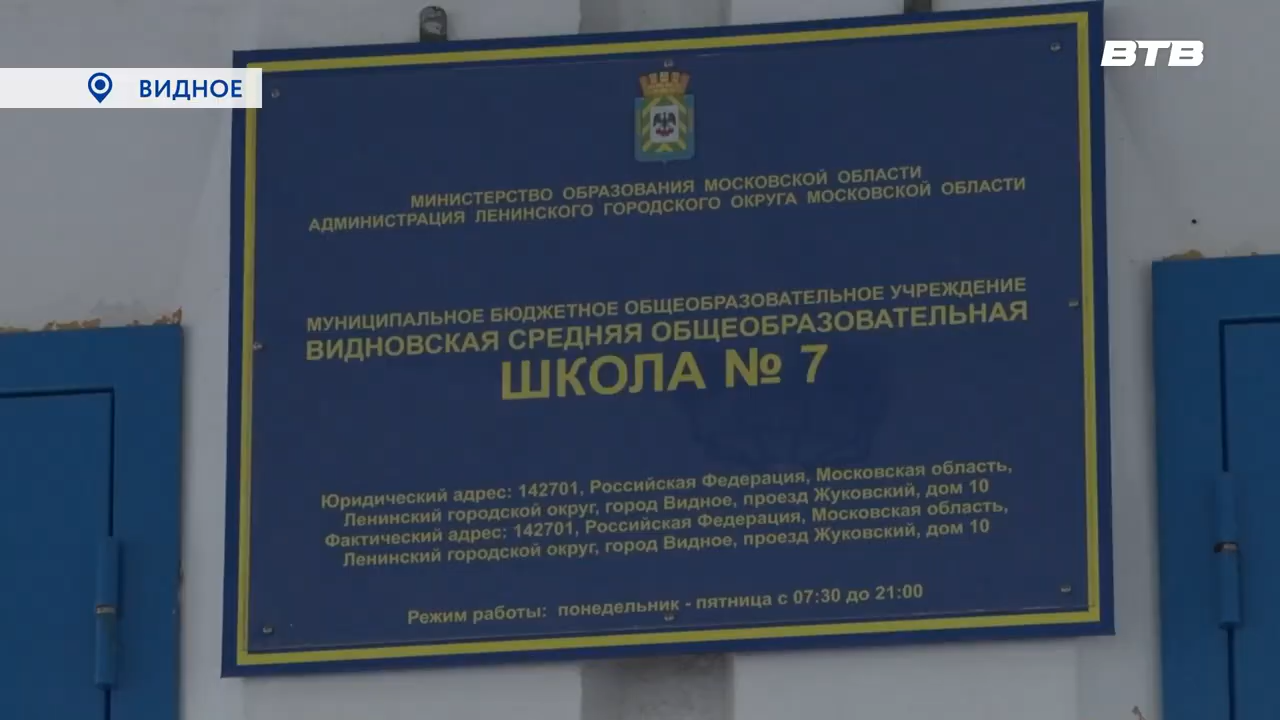 ВТВ
ВИДНОЕ
МИНИСТЕРСТВО ОБРАЗОВАНИЯ МОСКОВСКОЙ ОБЛАСТИ
АДМИНИСТРАЦИЯ ЛЕНИНСКОГО ГОРОДСКОГО ОКРУГА МОСКОВСКОЙ ОБЛАСТИ
МУНИЦИПАЛЬНОЕ БЮДЖЕТНОЕ ОБЩЕОБРАЗОВАТЕЛЬНОЕ УЧРЕЖДЕНИЕ
ВИДНОВСКАЯ СРЕДНЯЯ ОБЩЕОБРАЗОВАТЕЛЬНАЯ
ШКОЛА № 7
Юридический адрес: 142701, Российская Федерация, Московская область,
Ленинский городской округ, город Видное, проезд Жуковский, дом 10
Фактический адрес: 142701, Российская Федерация, Московская область,
Ленинский городской округ, город Видное, проезд Жуковский, дом 10
Режим работы: понедельник - пятница с 07:30 до 21:00